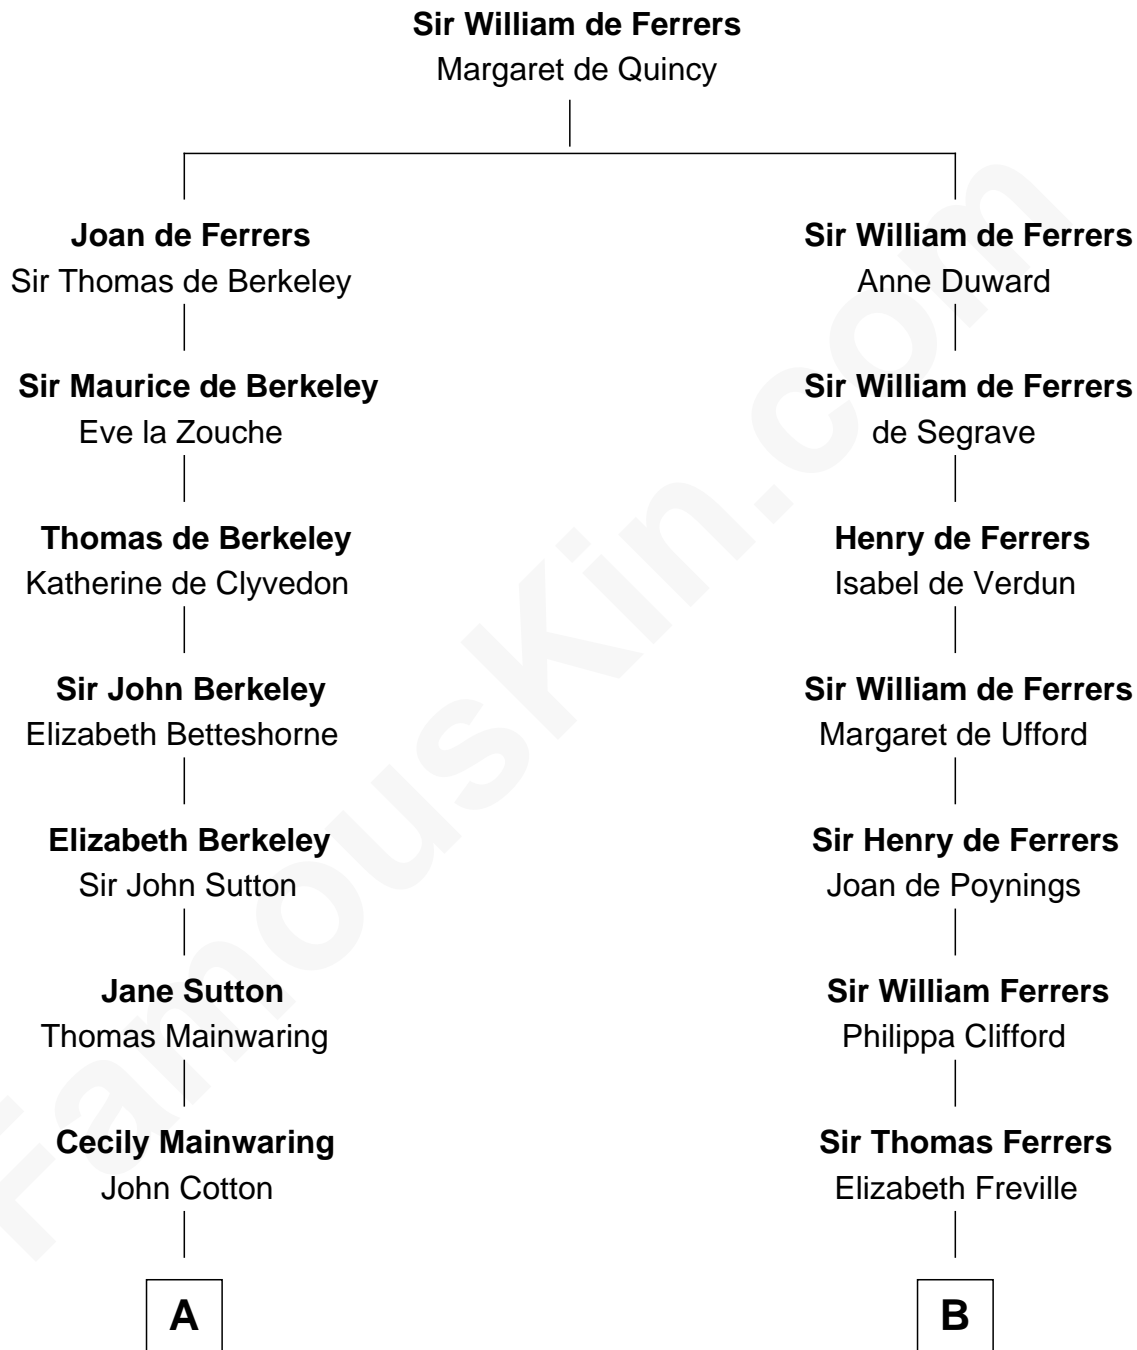 Sir William de Ferrers
Margaret de Quincy
Joan de Ferrers
Sir Thomas de Berkeley
Sir William de Ferrers
Anne Duward
Sir Maurice de Berkeley
Eve la Zouche
Sir William de Ferrers
de Segrave
Thomas de Berkeley
Katherine de Clyvedon
Henry de Ferrers
Isabel de Verdun
Sir John Berkeley
Elizabeth Betteshorne
Sir William de Ferrers
Margaret de Ufford
Elizabeth Berkeley
Sir John Sutton
Sir Henry de Ferrers
Joan de Poynings
Jane Sutton
Thomas Mainwaring
Sir William Ferrers
Philippa Clifford
Cecily Mainwaring
John Cotton
Sir Thomas Ferrers
Elizabeth Freville
A
B
FamousKin.com